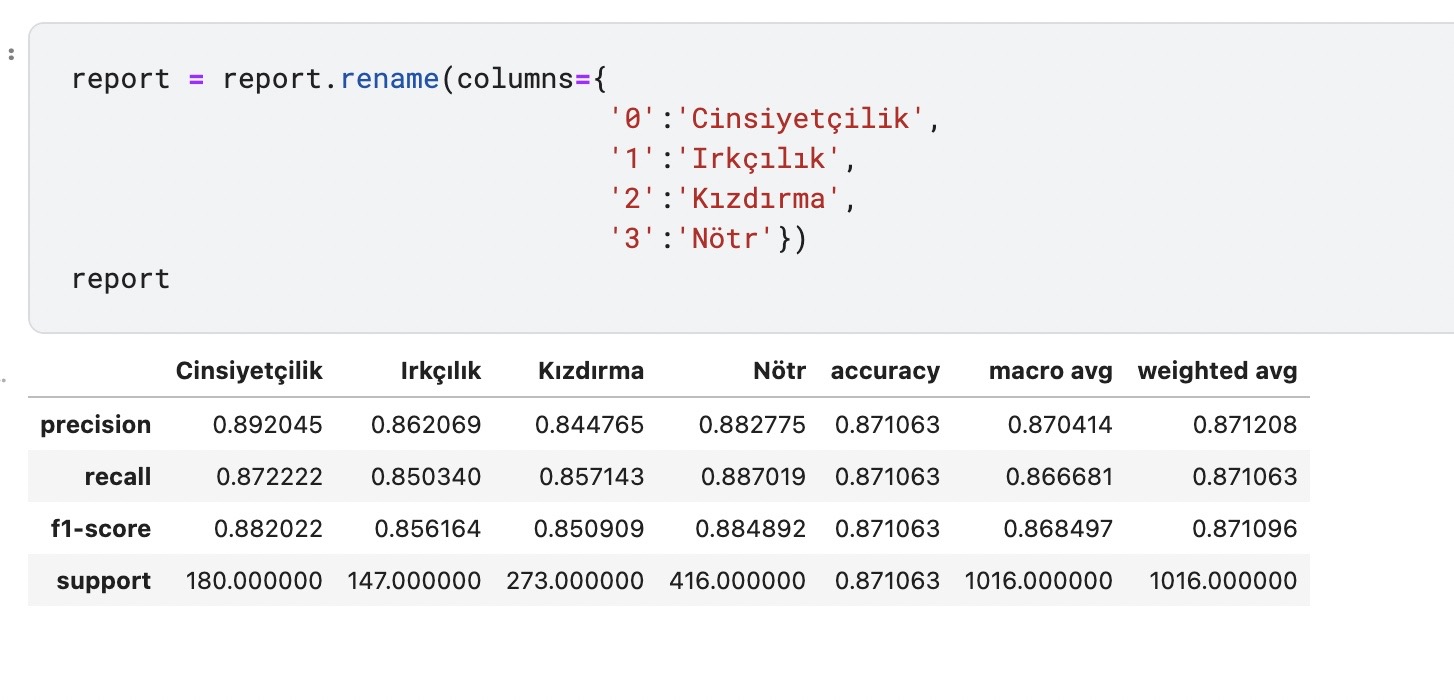 report = report.rename(columns={
'0':'Cinsiyetçilik',
'1':'Irkçılık',
'2':'Kızdırma',
'3':'Nötr'})
report
Cinsiyetçilik Irkçılık Kızdırma Nötr accuracy macro avg weighted avg
precision 0.892045 0.862069 0.844765 0.882775 0.871063 0.870414 0.871208
recall 0.872222 0.850340 0.857143 0.887019 0.871063 0.866681 0.871063
f1-score 0.882022 0.856164 0.850909 0.884892 0.871063 0.868497 0.871096
support 180.000000 147.000000 273.000000 416.000000 0.871063 1016.000000 1016.000000